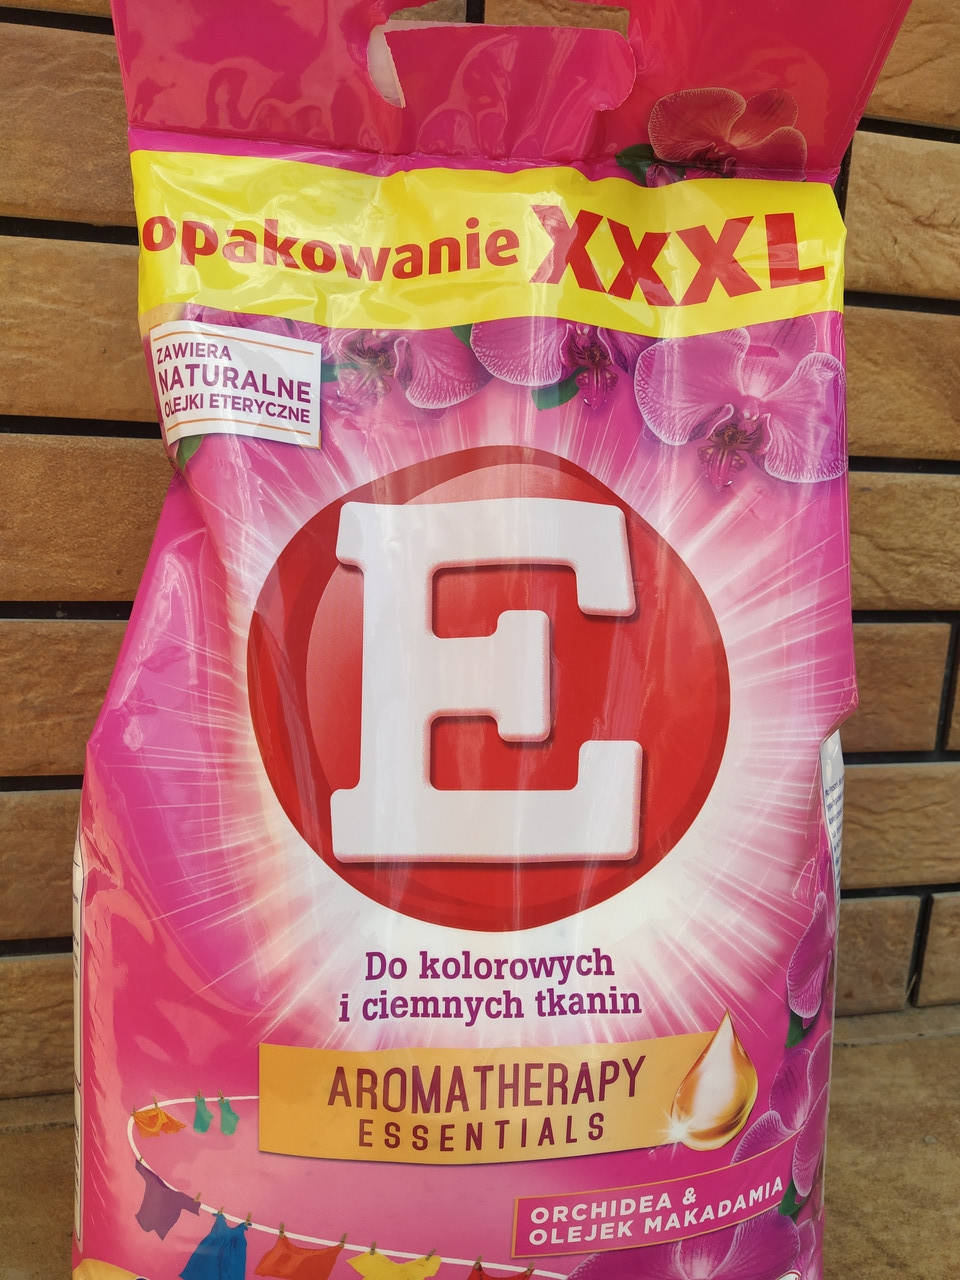 opakowanie XXXL
ZAWIERA
NATURALNE
OLEJKI ETERYCZNE
E
Do kolorowych
i ciemnych tkanin
AROMATHERAPY
ESSENTIALS
ORCHIDEA &
OLEJEK MAKADAMIA